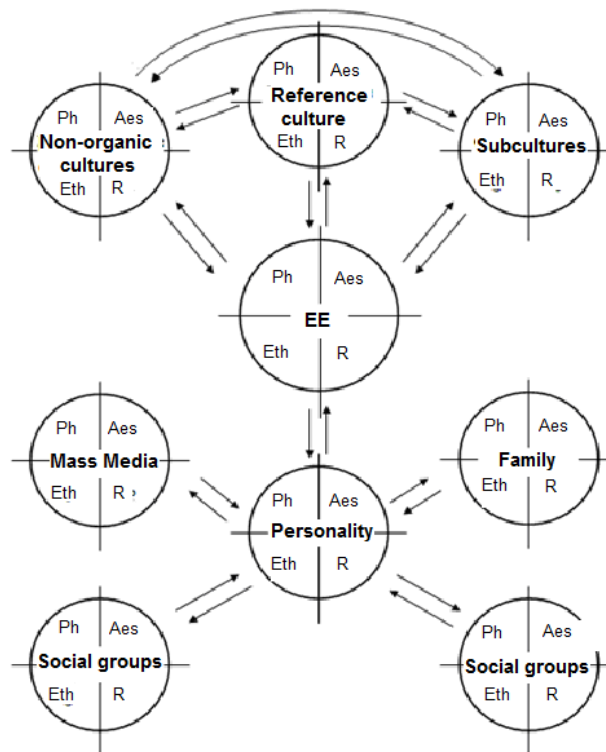 Ph Aes
Reference
culture
Eth R
Ph Aes
Non-organic
cultures
Eth R
Ph Aes
Subcultures
Eth R
Ph Aes
EE
Eth R
Ph Aes
Mass Media
Eth R
Ph Aes
Family
Eth R
Ph Aes
Personality
Eth R
Ph Aes
Social groups
Eth R
Ph Aes
Social groups
Eth R